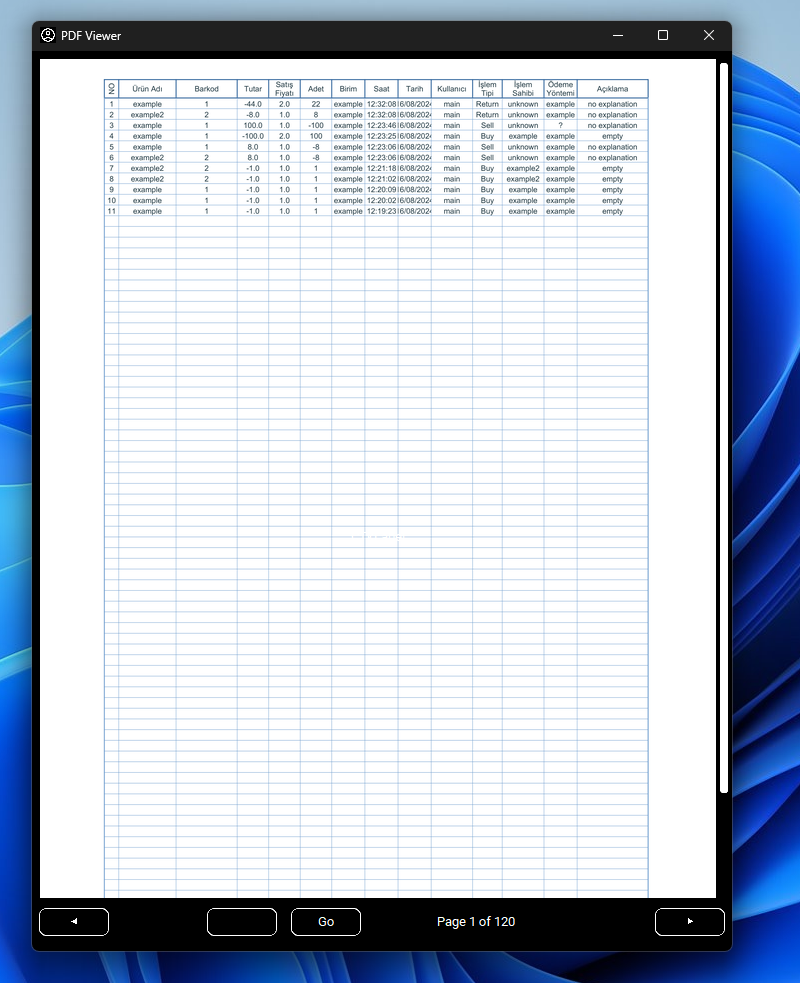 PDF Viewer
NO Ürün Adı Barkod Tutar Satış Fiyatı Adet Birim Saat Tarih Kullanıcı İşlem Tipi İşlem Sahibi Ödeme Yöntemi Açıklama
1 example 1 -44.0 2.0 22 example 12:32:08 6/08/2024 main Return unknown example no explanation
2 example2 2 -8.0 1.0 8 example 12:32:08 6/08/2024 main Return unknown example no explanation
3 example 1 100.0 1.0 -100 example 12:23:46 6/08/2024 main Sell unknown ? no explanation
4 example 1 -100.0 2.0 100 example 12:23:25 6/08/2024 main Buy example example empty
5 example 1 8.0 1.0 -8 example 12:23:06 6/08/2024 main Sell unknown example no explanation
6 example2 2 8.0 1.0 -8 example 12:23:06 6/08/2024 main Sell unknown example no explanation
7 example2 2 -1.0 1.0 1 example 12:21:18 6/08/2024 main Buy example2 example empty
8 example2 2 -1.0 1.0 1 example 12:21:02 6/08/2024 main Buy example2 example empty
9 example 1 -1.0 1.0 1 example 12:20:09 6/08/2024 main Buy example example empty
10 example 1 -1.0 1.0 1 example 12:20:02 6/08/2024 main Buy example example empty
11 example 1 -1.0 1.0 1 example 12:19:23 6/08/2024 main Buy example example empty
Go Page 1 of 120